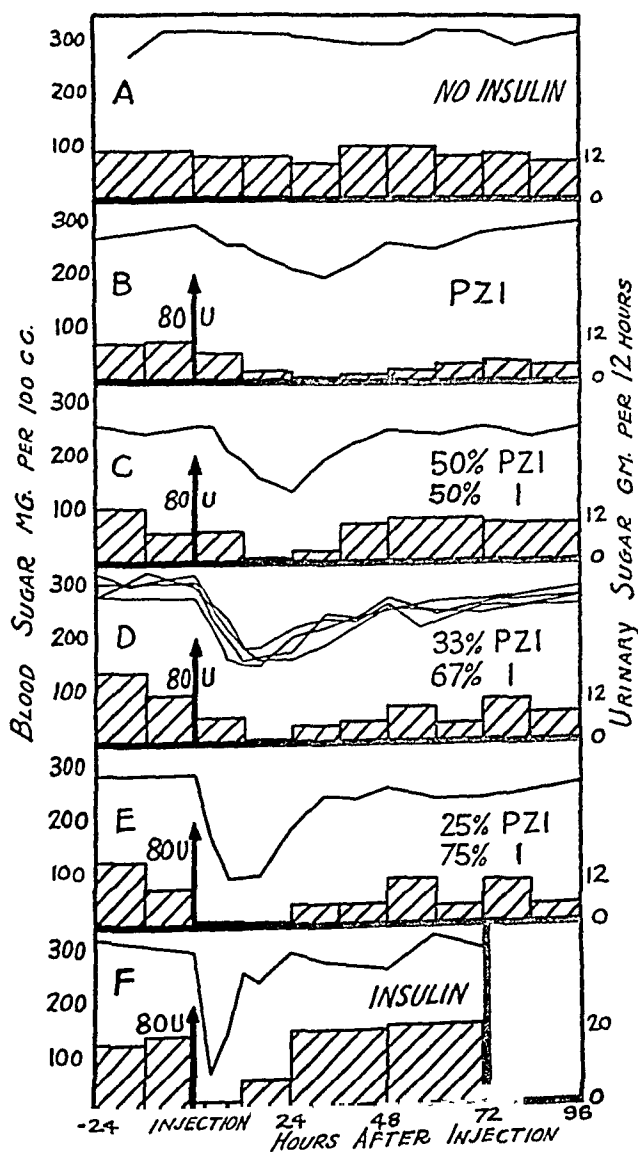 BLOOD SUGAR MG. PER 100 CC.
URINARY SUGAR GM. PER 12 HOURS
300
200
100
A
NO INSULIN
12
0
300
200
100
B
80 U
PZI
12
0
300
200
100
C
80 U
50% PZI
50% I
12
0
300
200
100
D
80 U
33% PZI
67% I
12
0
300
200
100
E
80U
25% PZI
75% I
12
0
300
200
100
F
80U
INSULIN
20
0
-24 INJECTION 24 48 72 96
HOURS AFTER INJECTION